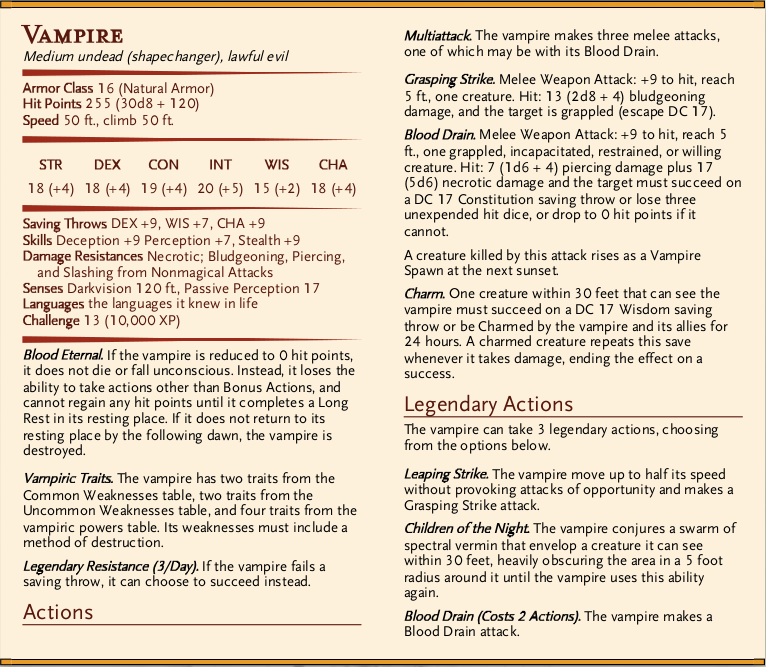 VAMPIRE
Medium undead (shapechanger), lawful evil
Armor Class 16 (Natural Armor)
Hit Points 255 (30d8 + 120)
Speed 50 ft., climb 50 ft.
STR DEX CON INT WIS CHA
18 (+4) 18 (+4) 19 (+4) 20 (+5) 15 (+2) 18 (+4)
Saving Throws DEX +9, WIS +7, CHA +9
Skills Deception +9 Perception +7, Stealth +9
Damage Resistances Necrotic; Bludgeoning, Piercing,
and Slashing from Nonmagical Attacks
Senses Darkvision 120 ft., Passive Perception 17
Languages the languages it knew in life
Challenge 13 (10,000 XP)
Blood Eternal. If the vampire is reduced to 0 hit points,
it does not die or fall unconscious. Instead, it loses the
ability to take actions other than Bonus Actions, and
cannot regain any hit points until it completes a Long
Rest in its resting place. If it does not return to its
resting place by the following dawn, the vampire is
destroyed.
Vampiric Traits. The vampire has two traits from the
Common Weaknesses table, two traits from the
Uncommon Weaknesses table, and four traits from the
vampiric powers table. Its weaknesses must include a
method of destruction.
Legendary Resistance (3/Day). If the vampire fails a
saving throw, it can choose to succeed instead.
Actions
Multiattack. The vampire makes three melee attacks,
one of which may be with its Blood Drain.
Grasping Strike. Melee Weapon Attack: +9 to hit, reach
5 ft., one creature. Hit: 13 (2d8 + 4) bludgeoning
damage, and the target is grappled (escape DC 17).
Blood Drain. Melee Weapon Attack: +9 to hit, reach 5
ft., one grappled, incapacitated, restrained, or willing
creature. Hit: 7 (1d6 + 4) piercing damage plus 17
(5d6) necrotic damage and the target must succeed on
a DC 17 Constitution saving throw or lose three
unexpended hit dice, or drop to 0 hit points if it
cannot.
A creature killed by this attack rises as a Vampire
Spawn at the next sunset.
Charm. One creature within 30 feet that can see the
vampire must succeed on a DC 17 Wisdom saving
throw or be Charmed by the vampire and its allies for
24 hours. A charmed creature repeats this save
whenever it takes damage, ending the effect on a
success.
Legendary Actions
The vampire can take 3 legendary actions, choosing
from the options below.
Leaping Strike. The vampire move up to half its speed
without provoking attacks of opportunity and makes a
Grasping Strike attack.
Children of the Night. The vampire conjures a swarm of
spectral vermin that envelop a creature it can see
within 30 feet, heavily obscuring the area in a 5 foot
radius around it until the vampire uses this ability
again.
Blood Drain (Costs 2 Actions). The vampire makes a
Blood Drain attack.